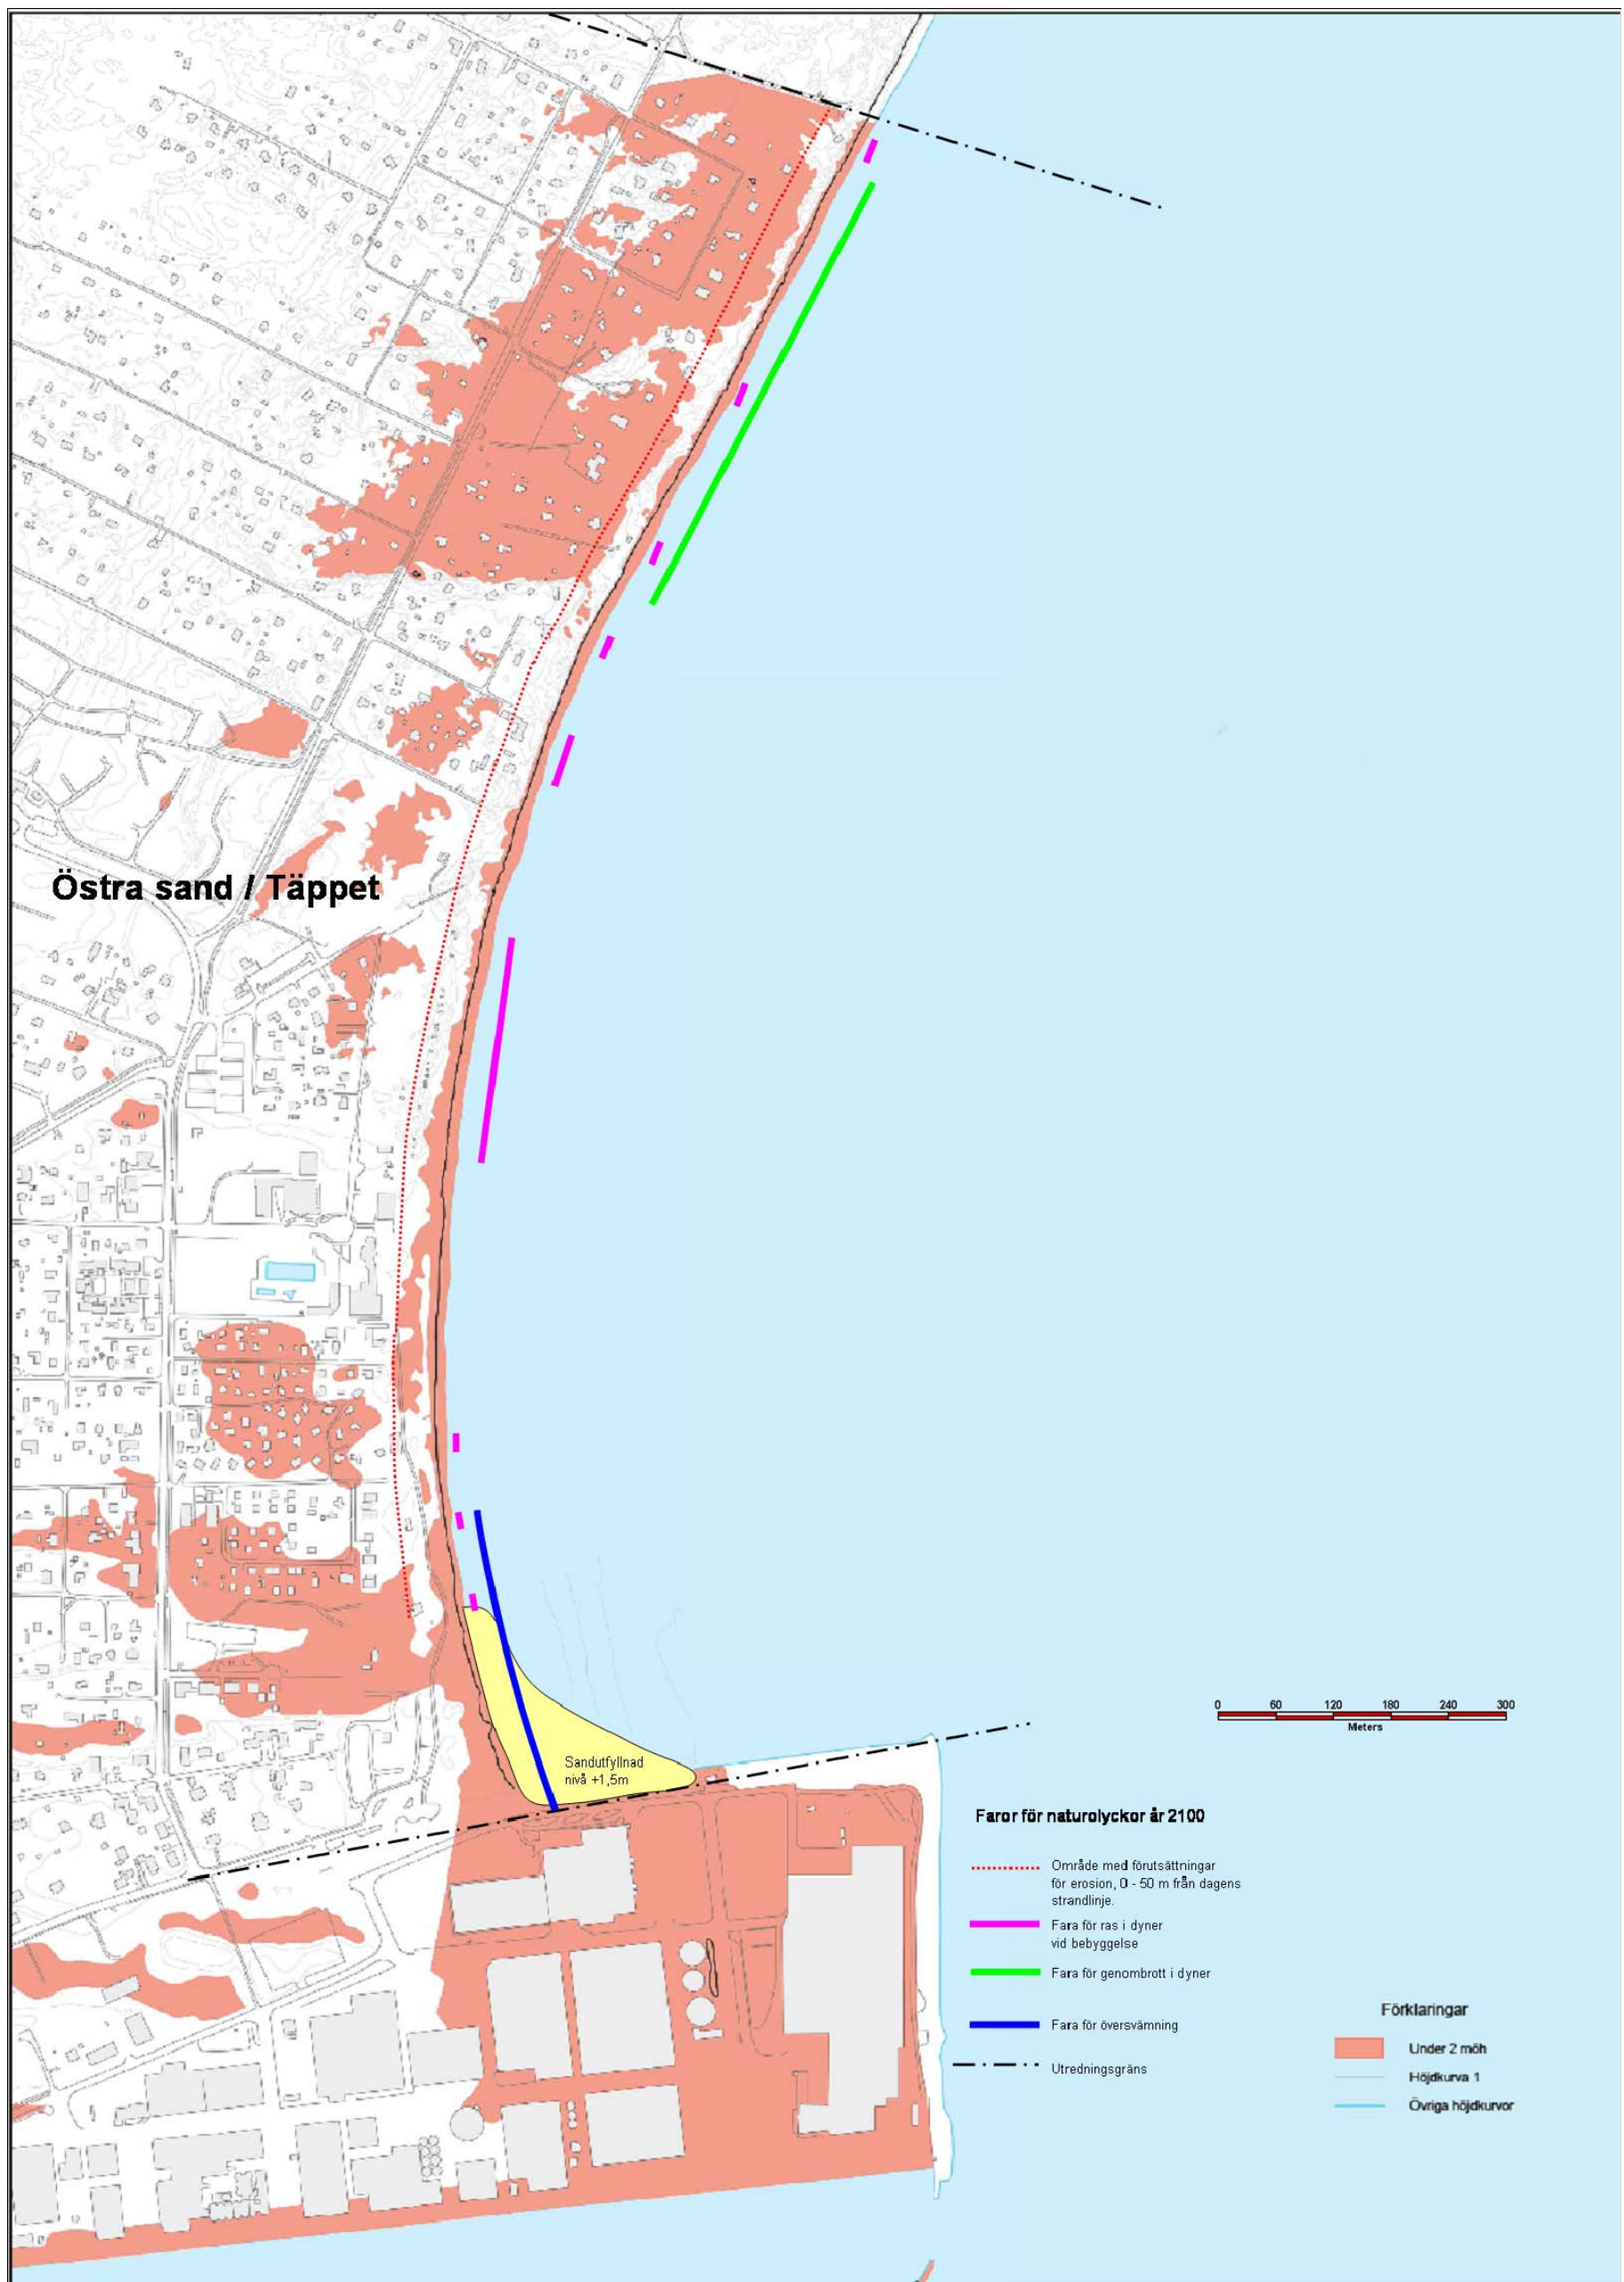 Östra sand / Täppet
Sandutfyllnad
nivå +1,5m
0 60 120 180 240 300
Meters
Faror för naturolyckor år 2100
Område med förutsättningar
för erosion, 0 - 50 m från dagens
strandlinje.
Fara för ras i dyner
vid bebyggelse
Fara för genombrott i dyner
Fara för översvämning
Utredningsgräns
Förklaringar
Under 2 möh
Höjdkurva 1
Övriga höjdkurvor